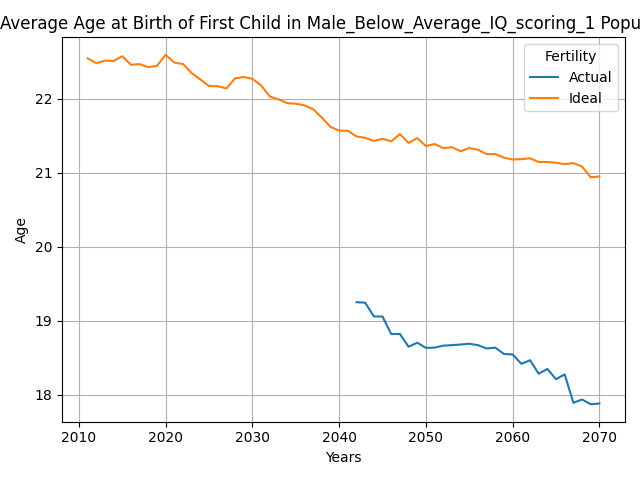 Average Age at Birth of First Child in Male_Below_Average_IQ_scoring_1 Popu
Fertility
Actual
Ideal
Age
22
21
20
19
18
2010 2020 2030 2040 2050 2060 2070
Years